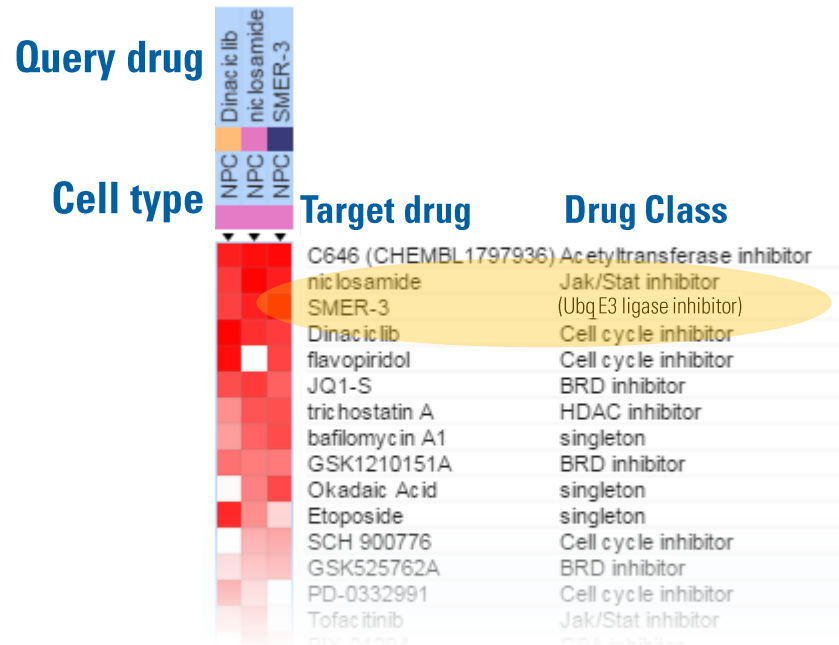 Query drug
Dinaciclib
niclosamide
SMER-3
Cell type
NPC
NPC
NPC
Target drug Drug Class
C646 (CHEMBL1797936) Acetyltransferase inhibitor
niclosamide Jak/Stat inhibitor
SMER-3 (Ubq E3 ligase inhibitor)
Dinaciclib Cell cycle inhibitor
flavopiridol Cell cycle inhibitor
JQ1-S BRD inhibitor
trichostatin A HDAC inhibitor
bafilomycin A1 singleton
GSK1210151A BRD inhibitor
Okadaic Acid singleton
Etoposide singleton
SCH 900776 Cell cycle inhibitor
GSK525762A BRD inhibitor
PD-0332991 Cell cycle inhibitor
Tofacitinib Jak/Stat inhibitor